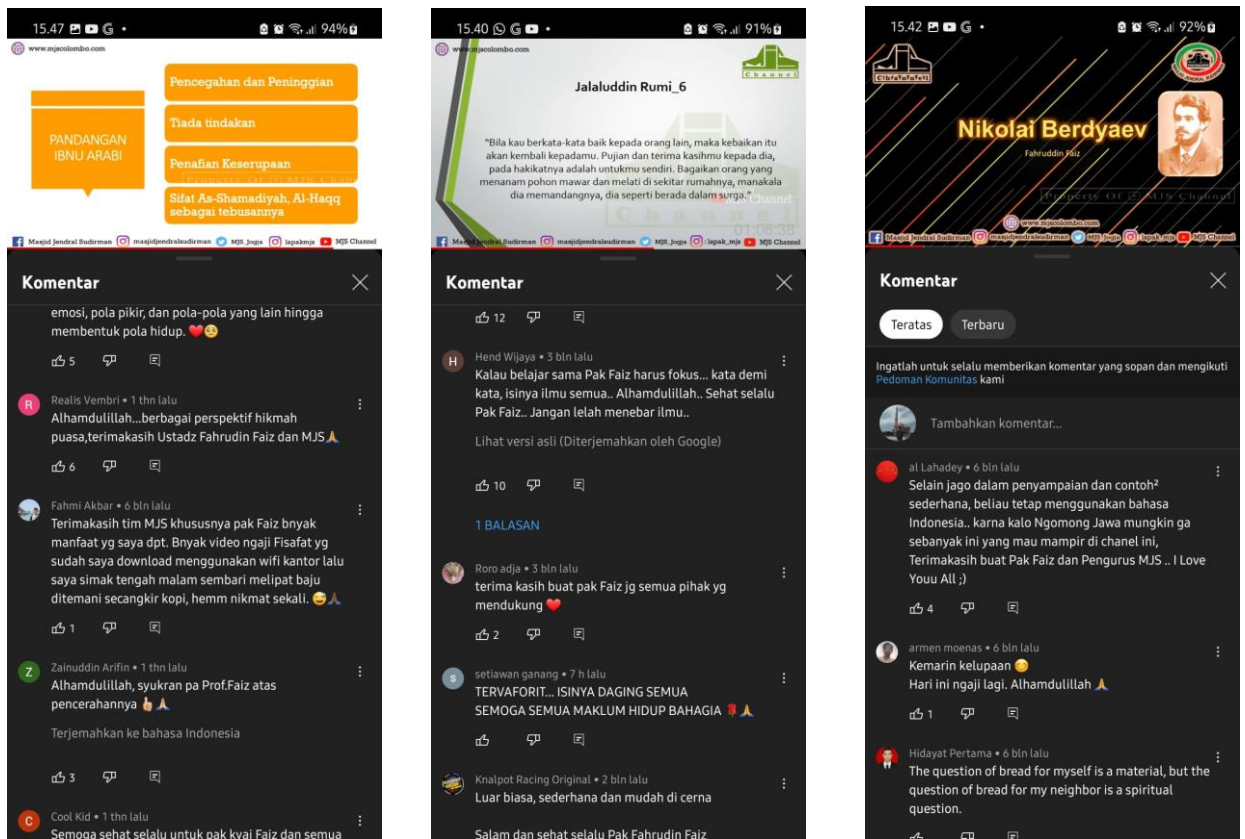 15.47 G •
94%
www.mjscolombo.com
PANDANGAN
IBNU ARABI
Pencegahan dan Peninggian
Tiada tindakan
Penafian Keserupaan
Property Of © MJS Chan
Sifat As-Shamadiyah, Al-Haqq
sebagai tebusannya
Masjid Jendral Sudirman masjidjendralsudirman MJS_Jogja lapakmjs MJS Channel
Komentar
emosi, pola pikir, dan pola-pola yang lain hingga
membentuk pola hidup. ❤️🥺
5
R
Realis Vembri • 1 thn lalu
Alhamdulillah...berbagai perspektif hikmah
puasa,terimakasih Ustadz Fahrudin Faiz dan MJS🙏
6
Fahmi Akbar • 6 bln lalu
Terimakasih tim MJS khususnya pak Faiz bnyak
manfaat yg saya dpt. Bnyak video ngaji Fisafat yg
sudah saya download menggunakan wifi kantor lalu
saya simak tengah malam sembari melipat baju
ditemani secangkir kopi, hemm nikmat sekali. 😅🙏
1
Z
Zainuddin Arifin • 1 thn lalu
Alhamdulillah, syukran pa Prof.Faiz atas
pencerahannya 👍🙏
Terjemahkan ke bahasa Indonesia
3
C
Cool Kid • 1 thn lalu
Semoga sehat selalu untuk pak kyai Faiz dan semua
15.40 G •
91%
www.mjscolombo.com
Channel
Jalaluddin Rumi_6
"Bila kau berkata-kata baik kepada orang lain, maka kebaikan itu
akan kembali kepadamu. Pujian dan terima kasihmu kepada dia,
pada hakikatnya adalah untukmu sendiri. Bagaikan orang yang
menanam pohon mawar dan melati di sekitar rumahnya, manakala
dia memandangnya, dia seperti berada dalam surga."
Channel
Channel
01:06:38
Masjid Jendral Sudirman masjidjendralsudirman MJS_Jogja lapak_mjs MJS Channel
Komentar
12
H
Hend Wijaya • 3 bln lalu
Kalau belajar sama Pak Faiz harus fokus... kata demi
kata, isinya ilmu semua.. Alhamdulillah.. Sehat selalu
Pak Faiz.. Jangan lelah menebar ilmu..
Lihat versi asli (Diterjemahkan oleh Google)
10
1 BALASAN
Roro adja • 3 bln lalu
terima kasih buat pak Faiz jg semua pihak yg
mendukung ❤️
2
s
setiawan ganang • 7 h lalu
TERVAFORIT... ISINYA DAGING SEMUA
SEMOGA SEMUA MAKLUM HIDUP BAHAGIA 🌹🙏
Knalpot Racing Original • 2 bln lalu
Luar biasa, sederhana dan mudah di cerna
Salam dan sehat selalu Pak Fahrudin Faiz
15.42 G •
92%
Nikolai Berdyaev
Fahruddin Faiz
Property Of © MJS Channel
www.mjscolombo.com
Masjid Jendral Sudirman masjidjendralsudirman MJS_Jogja lapak_mjs MJS Channel
Komentar
Teratas Terbaru
Ingatlah untuk selalu memberikan komentar yang sopan dan mengikuti
Pedoman Komunitas kami
Tambahkan komentar...
al Lahadey • 6 bln lalu
Selain jago dalam penyampaian dan contoh²
sederhana, beliau tetap menggunakan bahasa
Indonesia.. karna kalo Ngomong Jawa mungkin ga
sebanyak ini yang mau mampir di chanel ini,
Terimakasih buat Pak Faiz dan Pengurus MJS .. I Love
Youu All ;)
4
armen moenas • 6 bln lalu
Kemarin kelupaan 😊
Hari ini ngaji lagi. Alhamdulillah 🙏
1
Hidayat Pertama • 6 bln lalu
The question of bread for myself is a material, but the
question of bread for my neighbor is a spiritual
question.